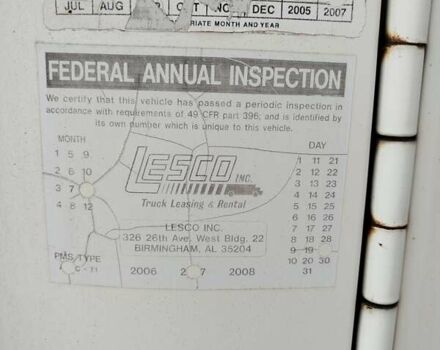 JUL AUG OCT NO DEC 2005 2007
RIATE MONTH AND YEAR
FEDERAL ANNUAL INSPECTION
We certify that this vehicle has passed a periodic inspection in
accordance with requirements of 49 CFR part 396; and is identified by
its own number which is unique to this vehicle.
MONTH DAY
1 5 9 1 11 21
2 6 10 2 12 22
3 7 3 13 23
4 8 12 4 14 24
5 15 25
6 16 26
7 17 27
8 18 28
9 19
10 20 30
31
LESCO INC.
Truck Leasing & Rental
LESCO INC.
326 26th Ave. West Bldg. 22
BIRMINGHAM, AL 35204
PMS TYPE
C -11
2006 2 7 2008